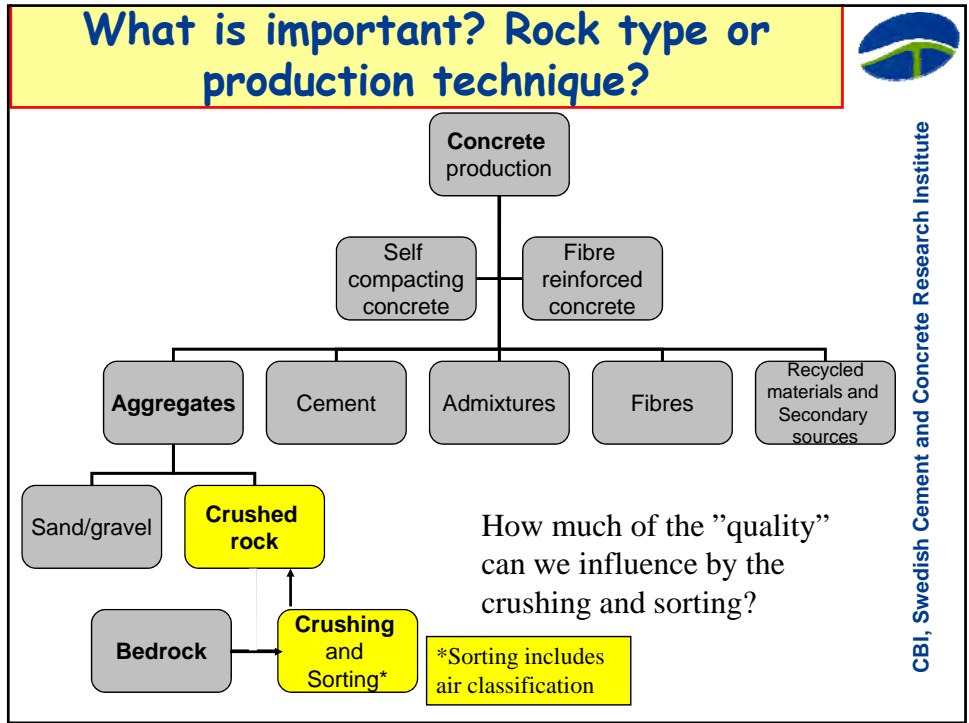 What is important? Rock type or
production technique?
Concrete
production
Self
compacting
concrete
Fibre
reinforced
concrete
Aggregates
Cement
Admixtures
Fibres
Recycled
materials and
Secondary
sources
Sand/gravel
Crushed
rock
How much of the ”quality”
can we influence by the
crushing and sorting?
Bedrock
Crushing
and
Sorting*
*Sorting includes
air classification
CBI, Swedish Cement and Concrete Research Institute